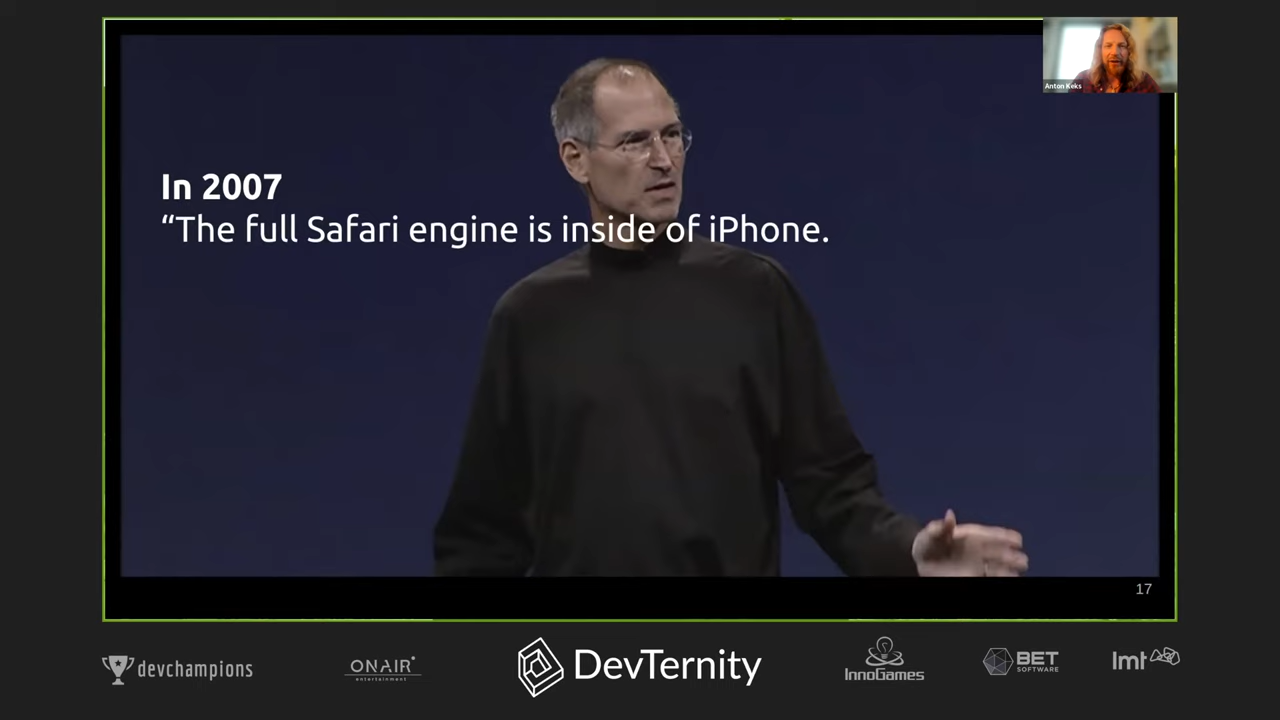 Anton Keks
In 2007
“The full Safari engine is inside of iPhone.
17
devchampions
ONAIR
entertainment
DevTernity
InnoGames
BET
SOFTWARE
lmt